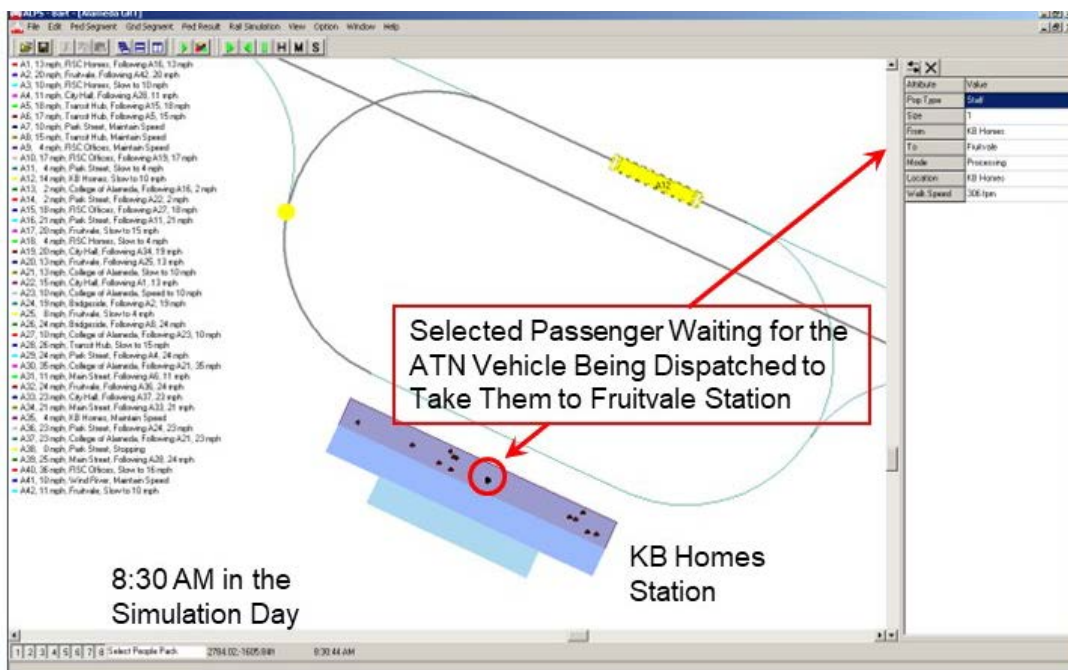 ALPS - Bart - [Alameda GRT]
File Edit Ped Segment Gnd Segment Ped Result Rail Simulation View Option Window Help
H M S
A1, 13 mph, FISC Homes, Following A16, 13 mph
A2, 20 mph, Fruitvale, Following A42, 20 mph
A3, 10 mph, FISC Homes, Slow to 10 mph
A4, 11 mph, City Hall, Following A28, 11 mph
A5, 18 mph, Transit Hub, Following A15, 18 mph
A6, 17 mph, Transit Hub, Following A5, 15 mph
A7, 10 mph, Park Street, Maintain Speed
A8, 15 mph, Transit Hub, Maintain Speed
A9, 4 mph, FISC Offices, Maintain Speed
A10, 17 mph, FISC Offices, Following A19, 17 mph
A11, 4 mph, Park Street, Slow to 4 mph
A12, 14 mph, KB Homes, Slow to 10 mph
A13, 2 mph, College of Alameda, Following A16, 2 mph
A14, 2 mph, Park Street, Following A22, 2 mph
A15, 18 mph, FISC Offices, Following A27, 18 mph
A16, 21 mph, Park Street, Following A11, 21 mph
A17, 20 mph, Fruitvale, Slow to 15 mph
A18, 4 mph, FISC Homes, Slow to 4 mph
A19, 20 mph, City Hall, Following A34, 19 mph
A20, 13 mph, Fruitvale, Following A25, 13 mph
A21, 13 mph, College of Alameda, Slow to 10 mph
A22, 15 mph, City Hall, Following A1, 13 mph
A23, 10 mph, College of Alameda, Speed to 10 mph
A24, 19 mph, Bridgeside, Following A2, 19 mph
A25, 8 mph, Fruitvale, Slow to 4 mph
A26, 24 mph, Bridgeside, Following A8, 24 mph
A27, 10 mph, College of Alameda, Following A23, 10 mph
A28, 26 mph, Transit Hub, Slow to 15 mph
A29, 24 mph, Park Street, Following A4, 24 mph
A30, 35 mph, College of Alameda, Following A21, 35 mph
A31, 11 mph, Main Street, Following A6, 11 mph
A32, 24 mph, Fruitvale, Following A36, 24 mph
A33, 23 mph, City Hall, Following A37, 23 mph
A34, 21 mph, Main Street, Following A33, 21 mph
A35, 4 mph, KB Homes, Maintain Speed
A36, 23 mph, Park Street, Following A24, 23 mph
A37, 23 mph, College of Alameda, Following A21, 23 mph
A38, 0 mph, Park Street, Stopping
A39, 25 mph, Main Street, Following A28, 24 mph
A40, 36 mph, FISC Offices, Slow to 16 mph
A41, 10 mph, Wind River, Maintain Speed
A42, 11 mph, Fruitvale, Slow to 10 mph
A12
Attribute Value
Pop Type Staff
Size 1
From KB Homes
To Fruitvale
Mode Processing
Location KB Homes
Walk Speed 306 fpm
Selected Passenger Waiting for the
ATN Vehicle Being Dispatched to
Take Them to Fruitvale Station
KB Homes
Station
8:30 AM in the
Simulation Day
1 2 3 4 5 6 7 8 Select People Pack 8:30:44 AM